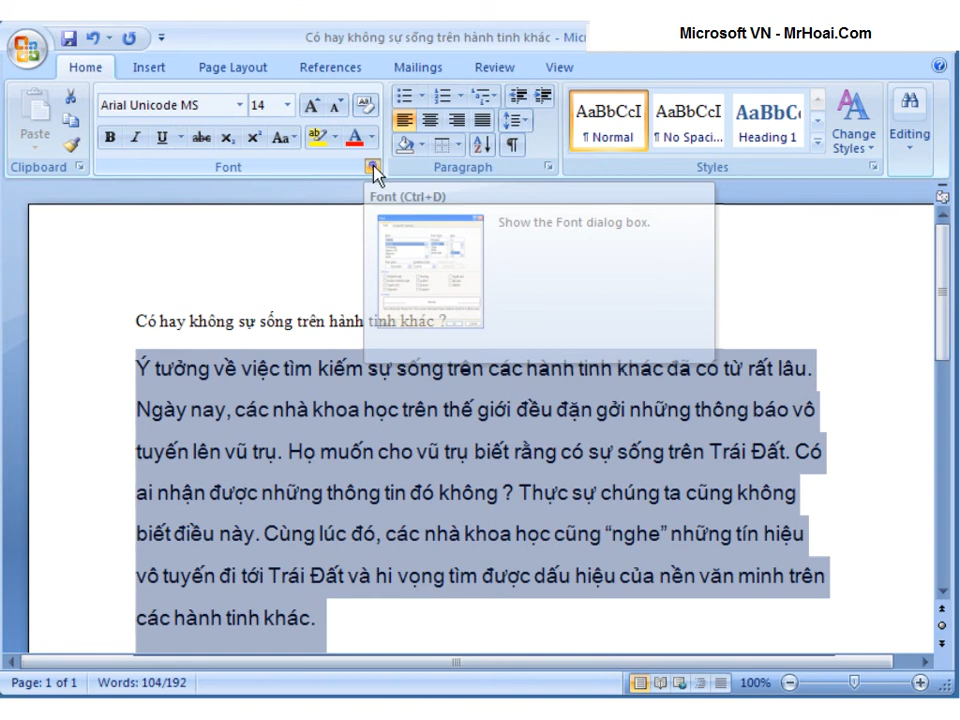 Microsoft VN - MrHoai.Com
Có hay không sự sống trên hành tinh khác - Micr
Home Insert Page Layout References Mailings Review View
Arial Unicode MS 14
Paste
B I U abc x₂ x² Aa ab A
AaBbCcI AaBbCcI AaBbC
¶ Normal ¶ No Spaci... Heading 1
Change Styles
Editing
Clipboard Font Paragraph Styles
Font (Ctrl+D)
Show the Font dialog box.
Có hay không sự sống trên hành tinh khác ?
Ý tưởng về việc tìm kiếm sự sống trên các hành tinh khác đã có từ rất lâu.
Ngày nay, các nhà khoa học trên thế giới đều đặn gởi những thông báo vô
tuyến lên vũ trụ. Họ muốn cho vũ trụ biết rằng có sự sống trên Trái Đất. Có
ai nhận được những thông tin đó không ? Thực sự chúng ta cũng không
biết điều này. Cùng lúc đó, các nhà khoa học cũng “nghe” những tín hiệu
vô tuyến đi tới Trái Đất và hi vọng tìm được dấu hiệu của nền văn minh trên
các hành tinh khác.
Page: 1 of 1 Words: 104/192 100%